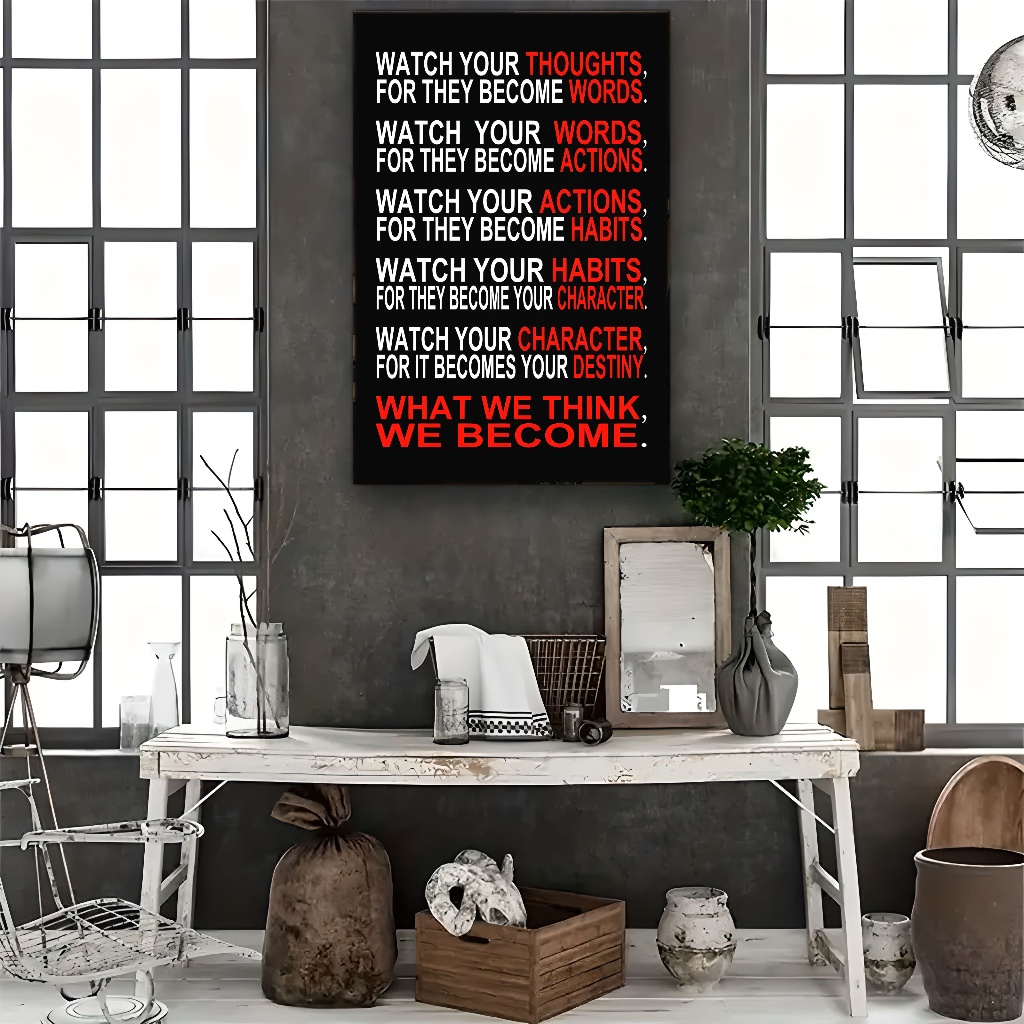 WATCH YOUR THOUGHTS,
FOR THEY BECOME WORDS.
WATCH YOUR WORDS,
FOR THEY BECOME ACTIONS.
WATCH YOUR ACTIONS,
FOR THEY BECOME HABITS.
WATCH YOUR HABITS,
FOR THEY BECOME YOUR CHARACTER.
WATCH YOUR CHARACTER,
FOR IT BECOMES YOUR DESTINY.
WHAT WE THINK,
WE BECOME.